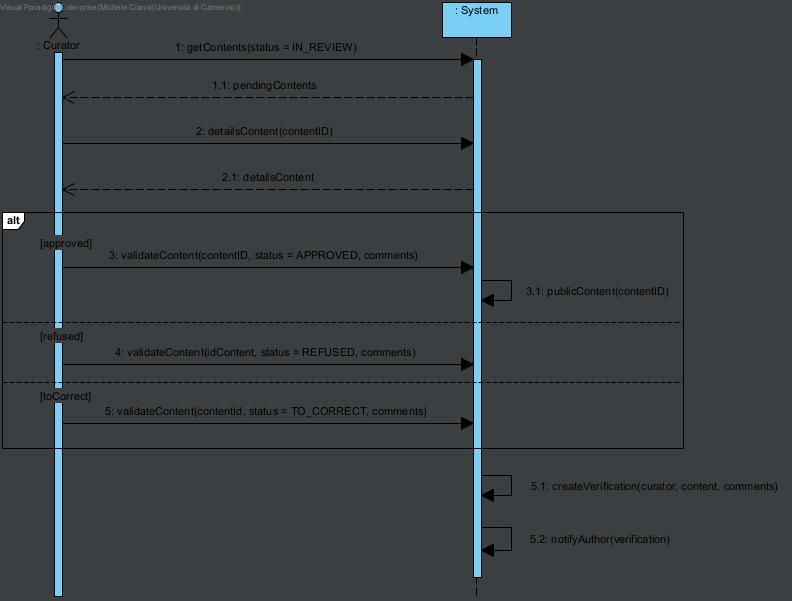 Visual Paradigm Enterprise(Michele Cianni(Università di Camerino))
: System
: Curator
1: getContents(status = IN_REVIEW)
1.1: pendingContents
2: detailsContent(contentID)
2.1: detailsContent
alt
[approved]
3: validateContent(contentID, status = APPROVED, comments)
3.1: publicContent(contentID)
[refused]
4: validateContent(idContent, status = REFUSED, comments)
[toCorrect]
5: validateContent(contentId, status = TO_CORRECT, comments)
5.1: createVerification(curator, content, comments)
5.2: notifyAuthor(verification)